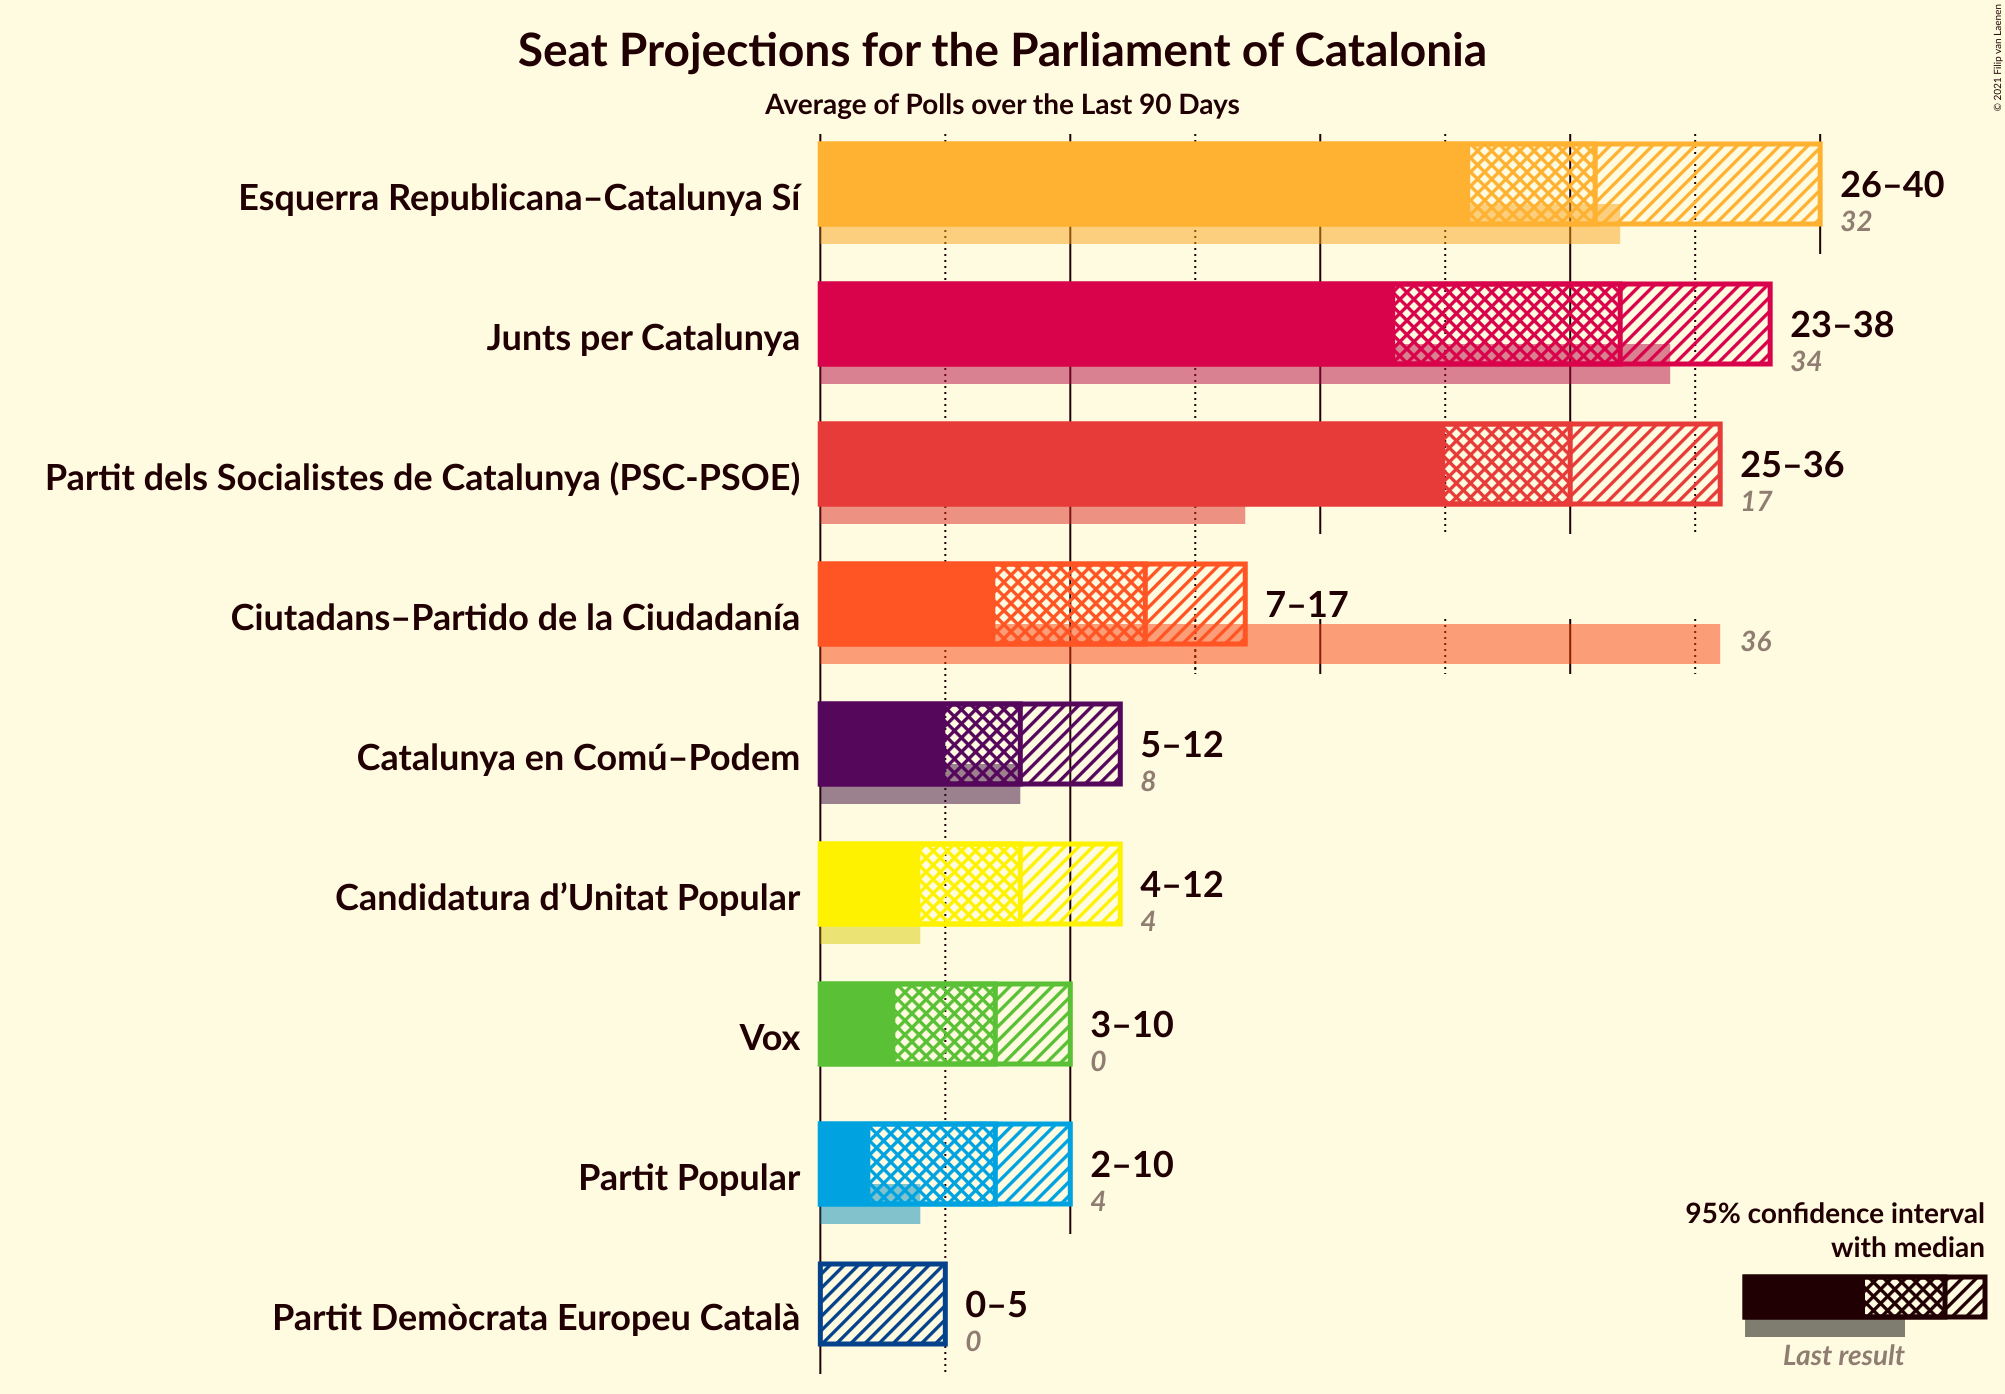 Seat Projections for the Parliament of Catalonia
Average of Polls over the Last 90 Days
© 2021 Filip van Laenen
Esquerra Republicana–Catalunya Sí
26–40
32
Junts per Catalunya
23–38
34
Partit dels Socialistes de Catalunya (PSC-PSOE)
25–36
17
Ciutadans–Partido de la Ciudadanía
7–17
36
Catalunya en Comú–Podem
5–12
8
Candidatura d’Unitat Popular
4–12
4
Vox
3–10
0
Partit Popular
2–10
4
Partit Demòcrata Europeu Català
0–5
0
95% confidence interval
with median
Last result